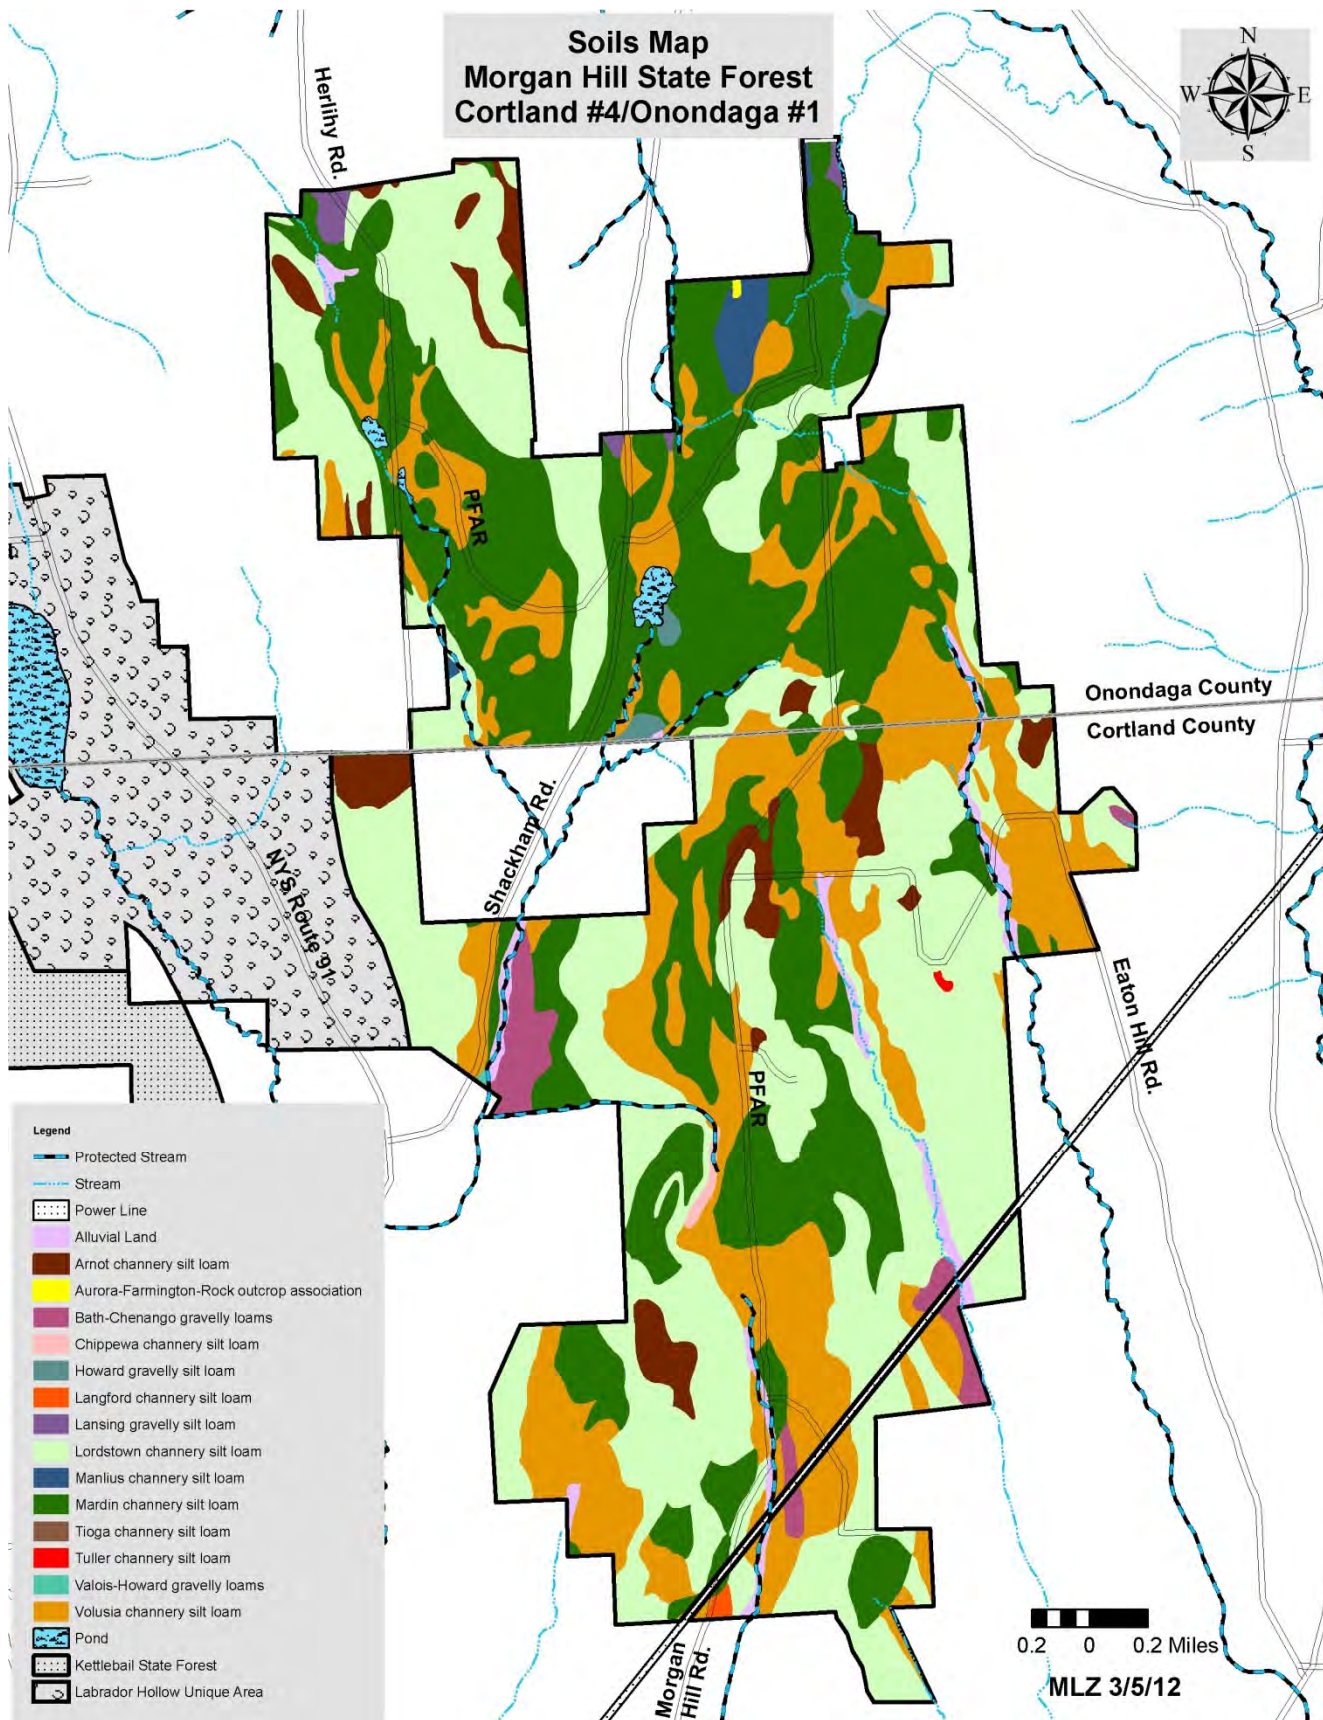 Soils Map
Morgan Hill State Forest
Cortland #4/Onondaga #1
N
W
E
S
Herlihy Rd.
PFAR
Onondaga County
Cortland County
Shackham Rd.
NYS Route 91
Eaton Hill Rd.
PFAR
Legend
Protected Stream
Stream
Power Line
Alluvial Land
Arnot channery silt loam
Aurora-Farmington-Rock outcrop association
Bath-Chenango gravelly loams
Chippewa channery silt loam
Howard gravelly silt loam
Langford channery silt loam
Lansing gravelly silt loam
Lordstown channery silt loam
Manlius channery silt loam
Mardin channery silt loam
Tioga channery silt loam
Tuller channery silt loam
Valois-Howard gravelly loams
Volusia channery silt loam
Pond
Kettlebail State Forest
Labrador Hollow Unique Area
Morgan
Hill Rd.
0.2 0 0.2 Miles
MLZ 3/5/12